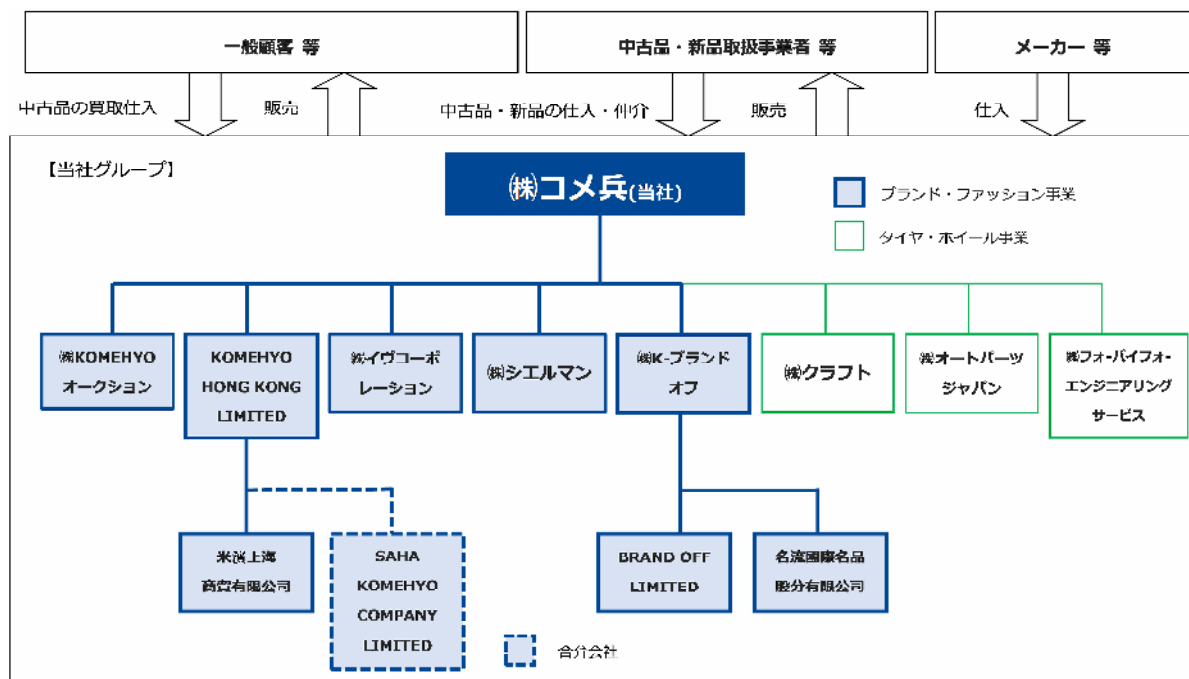 一般顧客 等
中古品・新品取扱事業者 等
メーカー 等
中古品の買取仕入
販売
中古品・新品の仕入・仲介
販売
仕入
【当社グループ】
㈱コメ兵(当社)
ブランド・ファッション事業
タイヤ・ホイール事業
㈱KOMEHYO
オークション
KOMEHYO
HONG KONG
LIMITED
㈱イヴコーポ
レーション
㈱シエルマン
㈱K-ブランド
オフ
㈱クラフト
㈱オートパーツ
ジャパン
㈱フォーバイフォー
エンジニアリング
サービス
米濱上海
商貿有限公司
SAHA
KOMEHYO
COMPANY
LIMITED
BRAND OFF
LIMITED
名流國際名品
股分有限公司
合弁会社